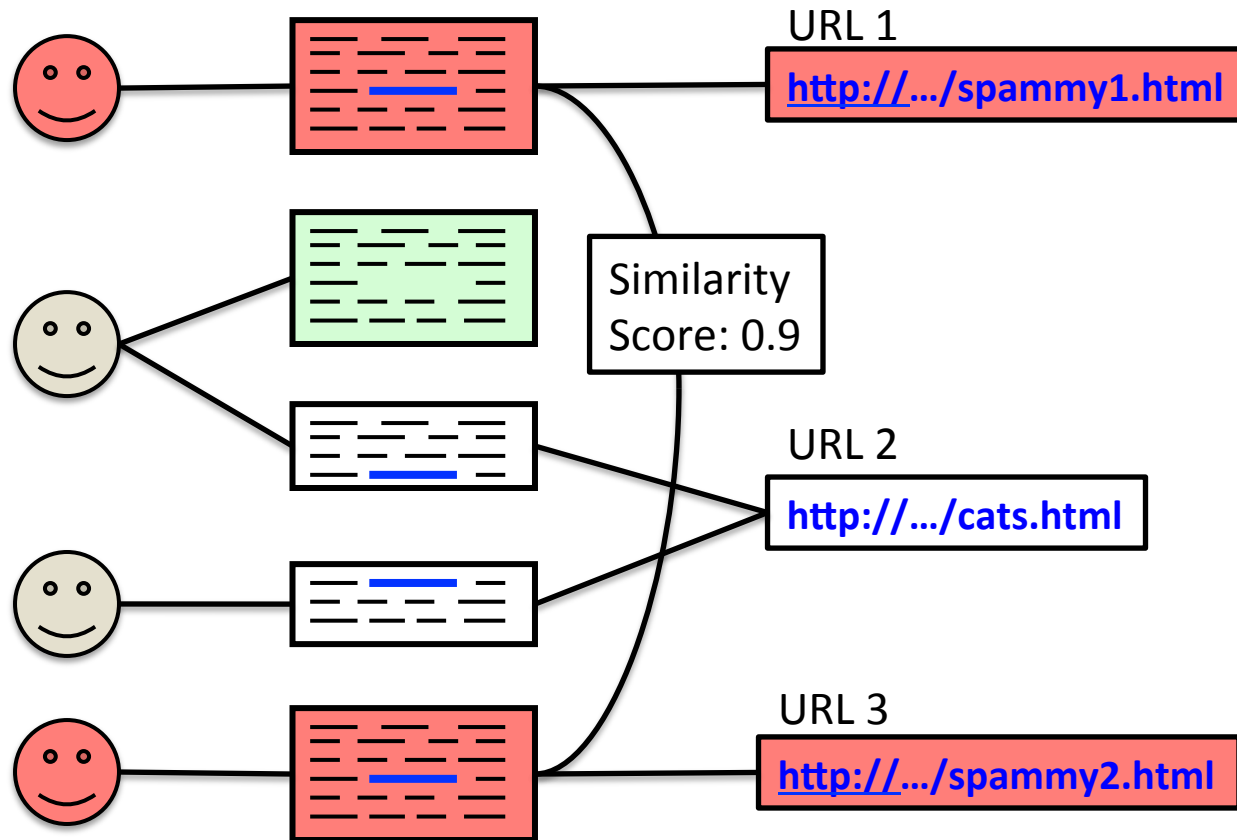 URL 1
http://.../spammy1.html
Similarity
Score: 0.9
URL 2
http://.../cats.html
URL 3
http://.../spammy2.html